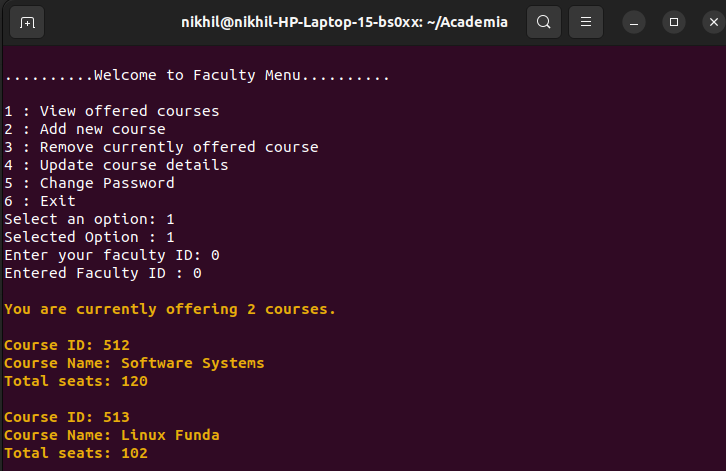 nikhil@nikhil-HP-Laptop-15-bs0xx: ~/Academia
..........Welcome to Faculty Menu..........
1 : View offered courses
2 : Add new course
3 : Remove currently offered course
4 : Update course details
5 : Change Password
6 : Exit
Select an option: 1
Selected Option : 1
Enter your faculty ID: 0
Entered Faculty ID : 0
You are currently offering 2 courses.
Course ID: 512
Course Name: Software Systems
Total seats: 120
Course ID: 513
Course Name: Linux Funda
Total seats: 102